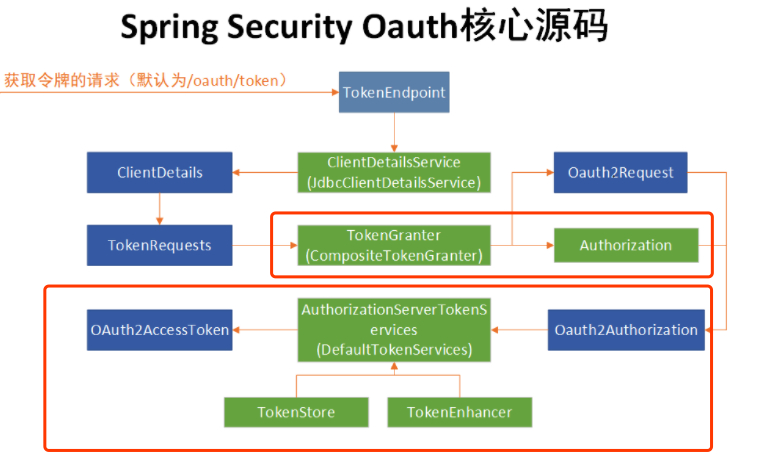 Spring Security Oauth核心源码
获取令牌的请求（默认为/oauth/token）
TokenEndpoint
ClientDetails
ClientDetailsService
(JdbcClientDetailsService)
Oauth2Request
TokenRequests
TokenGranter
(CompositeTokenGranter)
Authorization
OAuth2AccessToken
AuthorizationServerTokenS
ervices
(DefaultTokenServices)
Oauth2Authorization
TokenStore
TokenEnhancer